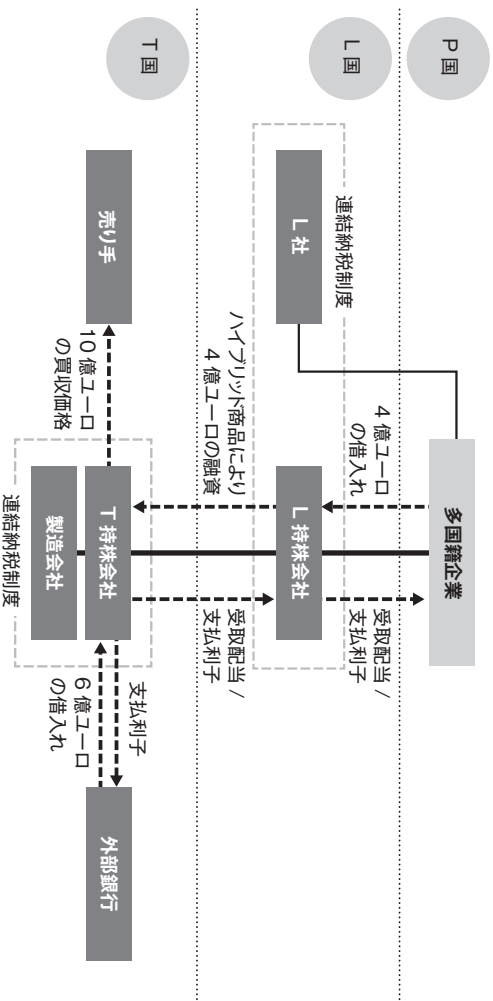 P国
多国籍企業
4億ユーロ
の借入れ
受取配当/
支払利子
L国
連結納税制度
L社
L持株会社
ハイブリッド商品により
4億ユーロの融資
受取配当/
支払利子
T国
売り手
10億ユーロ
の買収価格
T持株会社
製造会社
連結納税制度
支払利子
6億ユーロ
の借入れ
外部銀行